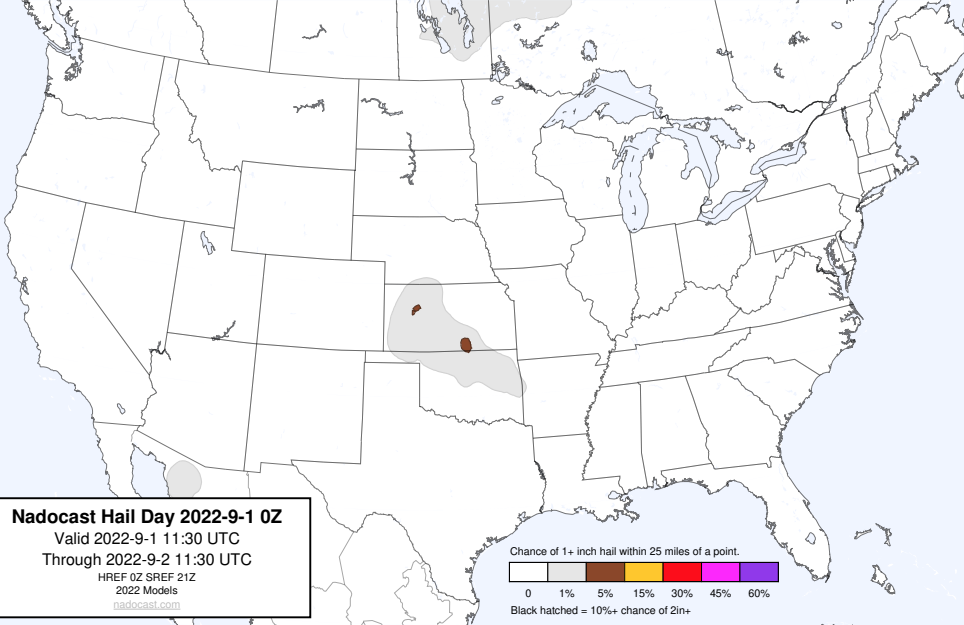 Nadocast Hail Day 2022-9-1 0Z
Valid 2022-9-1 11:30 UTC
Through 2022-9-2 11:30 UTC
HREF 0Z SREF 21Z
2022 Models
nadocast.com
Chance of 1+ inch hail within 25 miles of a point.
0 1% 5% 15% 30% 45% 60%
Black hatched = 10%+ chance of 2in+